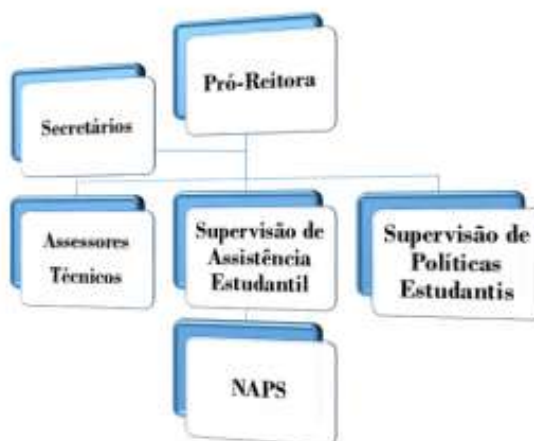 Pró-Reitora
Secretários
Assessores
Técnicos
Supervisão de
Assistência
Estudantil
Supervisão de
Políticas
Estudantis
NAPS